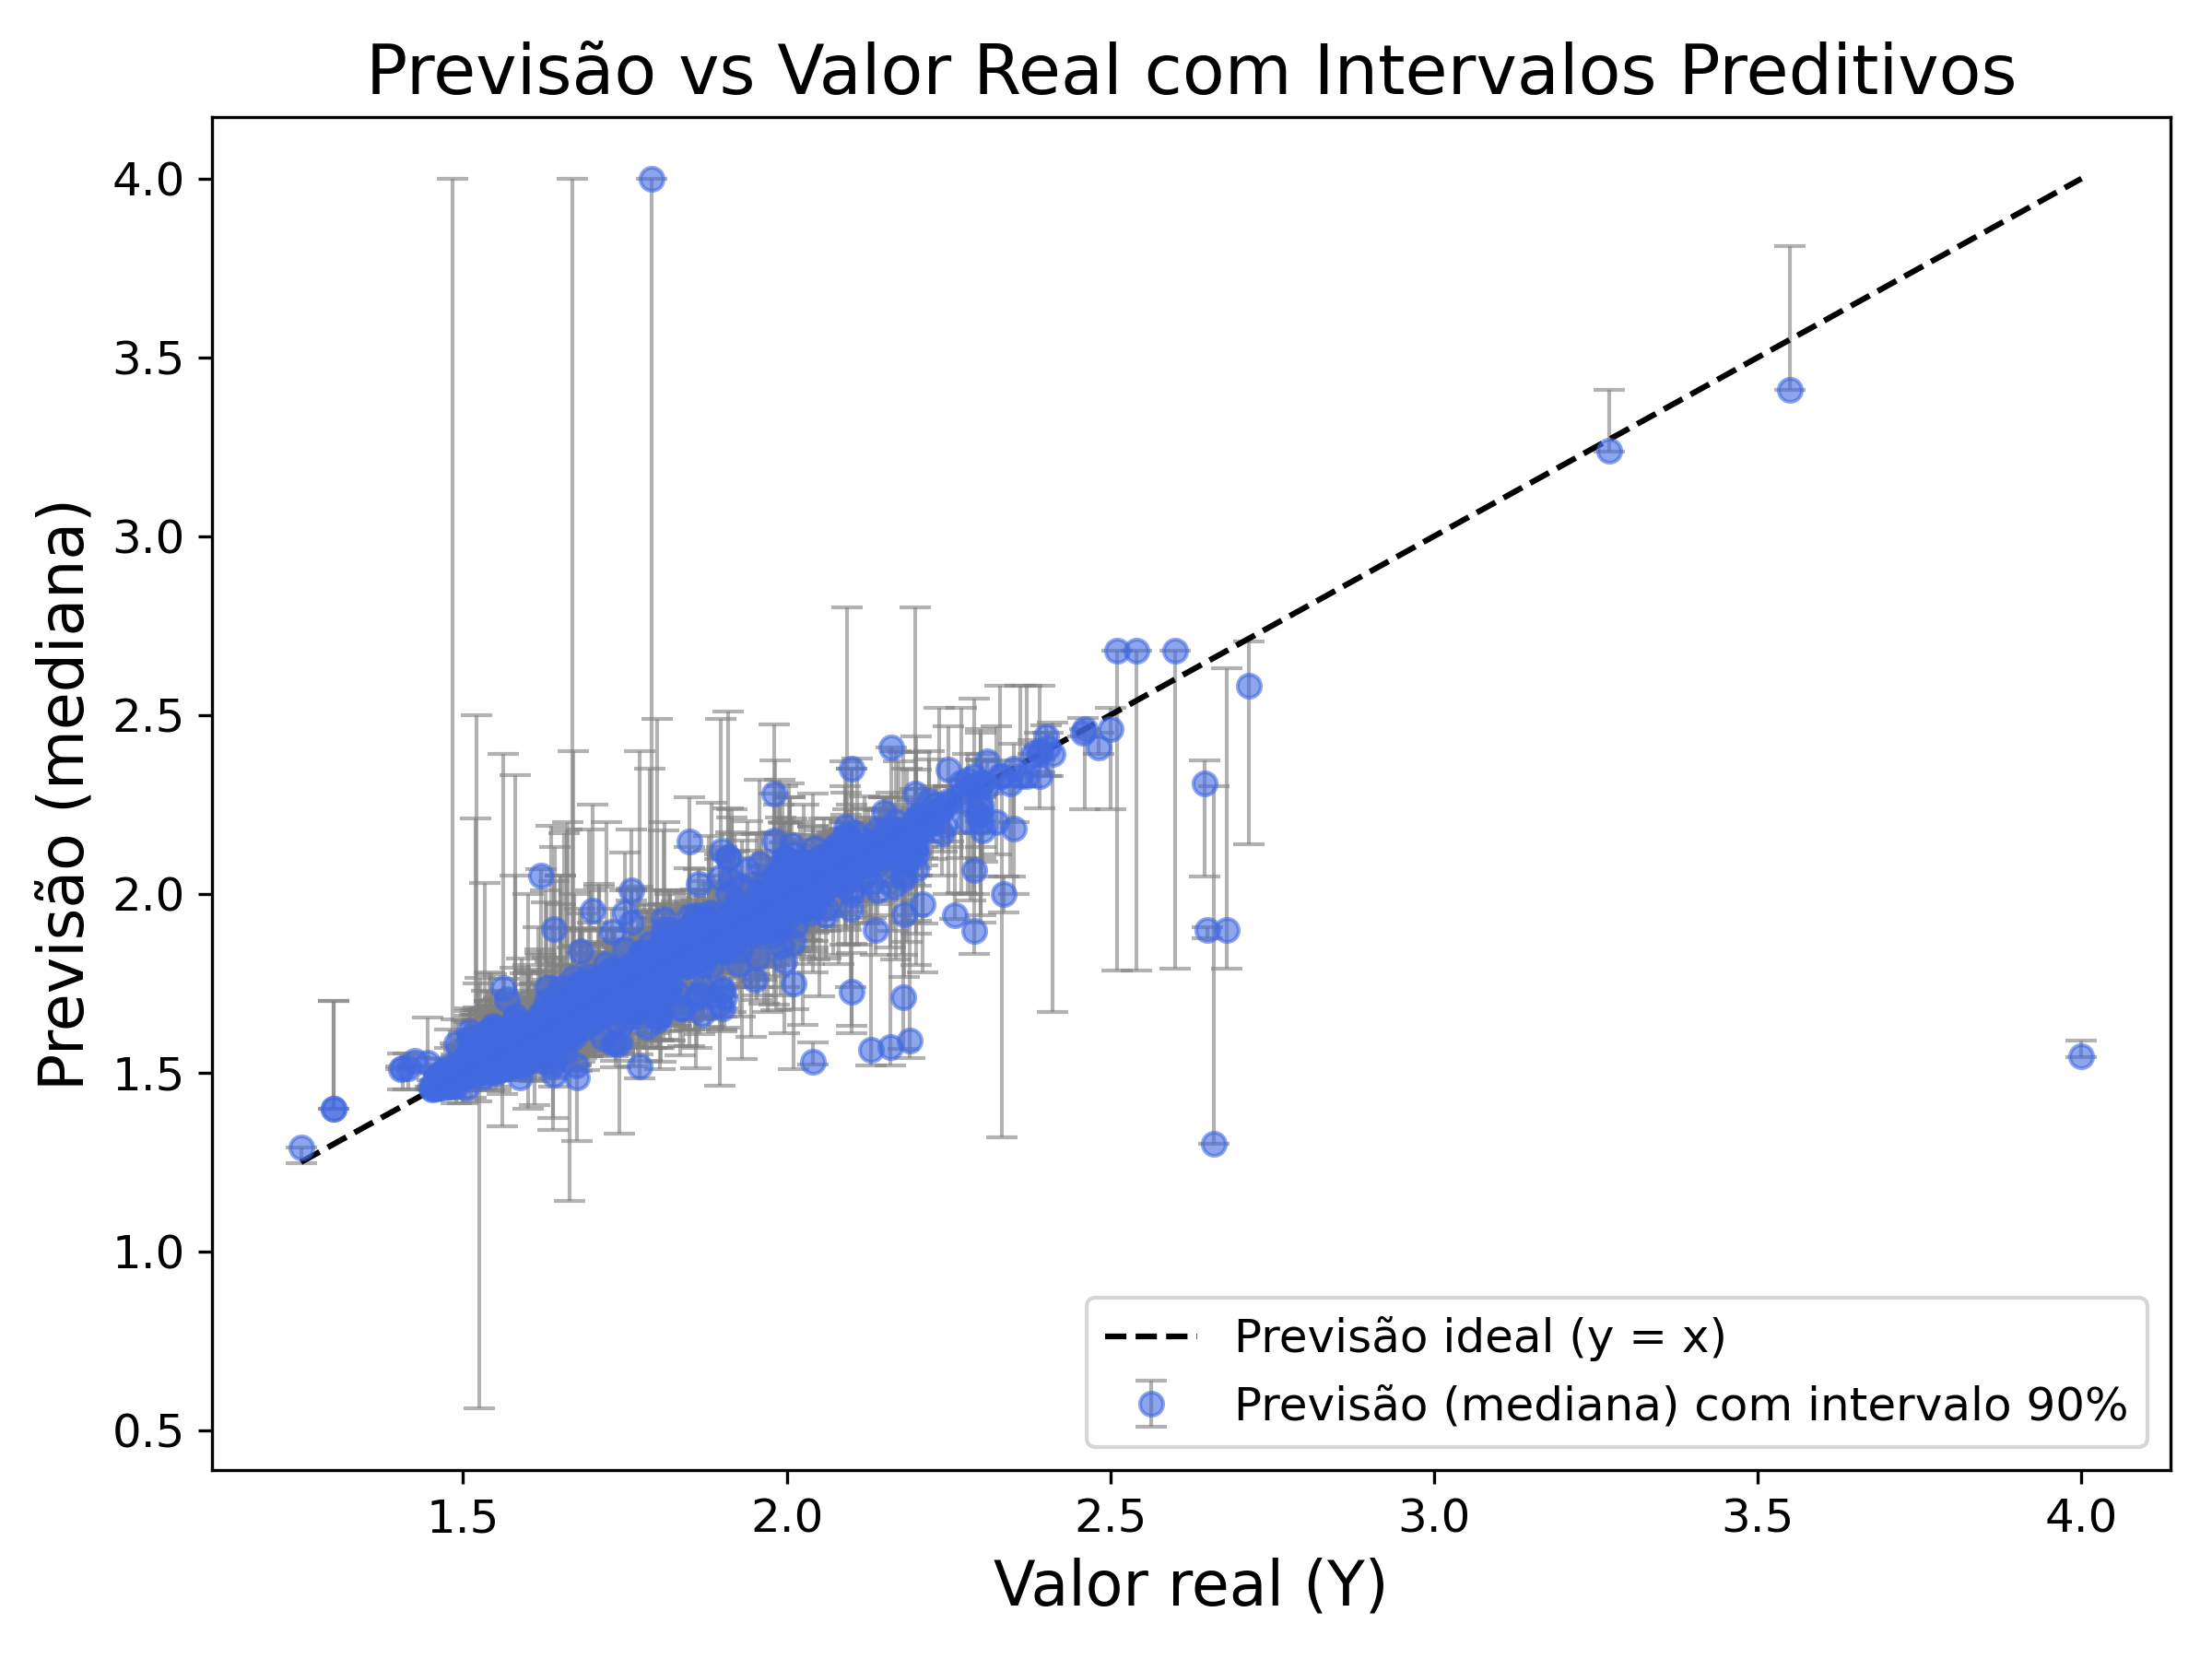 Previsão vs Valor Real com Intervalos Preditivos
Previsão (mediana)
4.0
3.5
3.0
2.5
2.0
1.5
1.0
0.5
Previsão ideal (y = x)
Previsão (mediana) com intervalo 90%
1.5 2.0 2.5 3.0 3.5 4.0
Valor real (Y)